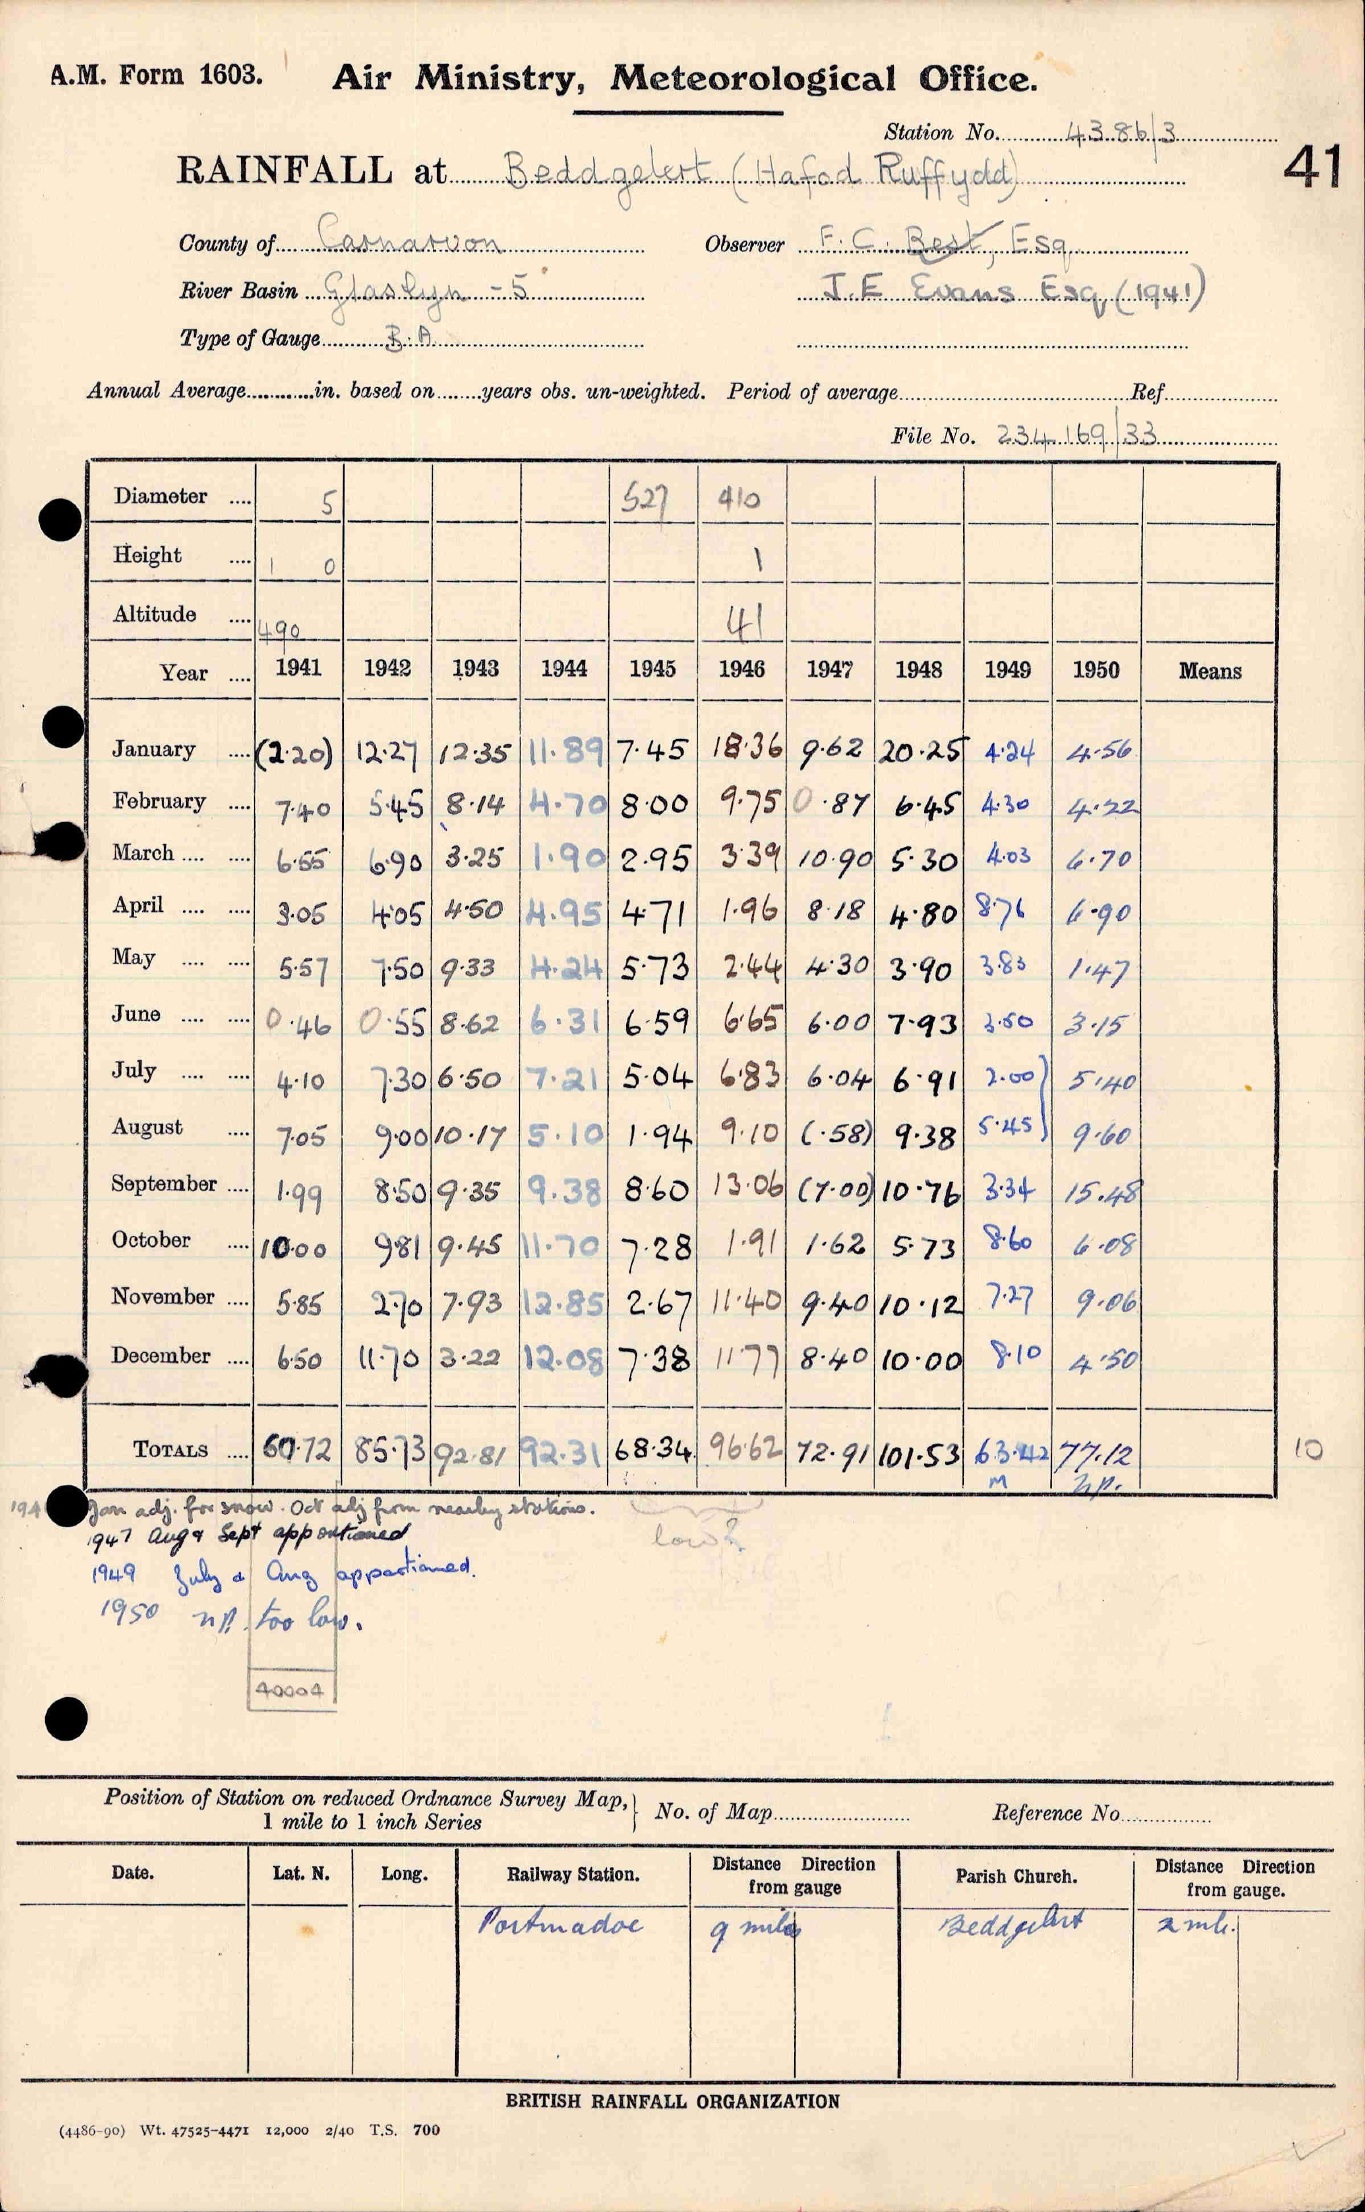 A.M. Form 1603. Air Ministry, Meteorological Office.
Station No. 4386/3
41
RAINFALL at Beddgelert (Hafod Ruffydd)
County of Carnarvon Observer F. C. Best, Esq
River Basin Glaslyn - 5 J. E Evans Esq (1941)
Type of Gauge B. A.
Annual Average in. based on years obs. un-weighted. Period of average Ref
File No. 234169/33
Diameter 5 527 410
Height 1 0 1
Altitude 490 41
Year 1941 1942 1943 1944 1945 1946 1947 1948 1949 1950 Means
January (2.20) 12.27 12.35 11.89 7.45 18.36 9.62 20.25 4.24 4.56
February 7.40 5.45 8.14 4.70 8.00 9.75 0.87 6.45 4.30 4.22
March 6.55 6.90 3.25 1.90 2.95 3.39 10.90 5.30 4.03 6.70
April 3.05 4.05 4.50 4.95 4.71 1.96 8.18 4.80 8.76 6.90
May 5.57 7.50 9.33 4.24 5.73 2.44 4.30 3.90 3.83 1.47
June 0.46 0.55 8.62 6.31 6.59 6.65 6.00 7.93 3.50 3.15
July 4.10 7.30 6.50 7.21 5.04 6.83 6.04 6.91 2.00 5.40
August 7.05 9.00 10.17 5.10 1.94 9.10 (.58) 9.38 5.45 9.60
September 1.99 8.50 9.35 9.38 8.60 13.06 (7.00) 10.76 3.34 15.48
October 10.00 9.81 9.45 11.70 7.28 1.91 1.62 5.73 8.60 6.08
November 5.85 2.70 7.93 12.85 2.67 11.40 9.40 10.12 7.27 9.06
December 6.50 11.70 3.22 12.08 7.38 11.77 8.40 10.00 8.10 4.50
TOTALS 60.72 85.73 92.81 92.31 68.34 96.62 72.91 101.53 63.42 77.12 10
M np.
194 Jan adj. for snow. Oct adj from nearby stations.
1947 Aug & Sept apportioned
low?
1949 July & Aug apportioned.
1950 np. too low.
40004
Position of Station on reduced Ordnance Survey Map, 1 mile to 1 inch Series No. of Map Reference No
Date. Lat. N. Long. Railway Station. Distance Direction from gauge Parish Church. Distance Direction from gauge.
Portmadoc 9 miles Beddgelert 2 mls.
BRITISH RAINFALL ORGANIZATION
(4486-90) Wt. 47525-4471 12,000 2/40 T.S. 700